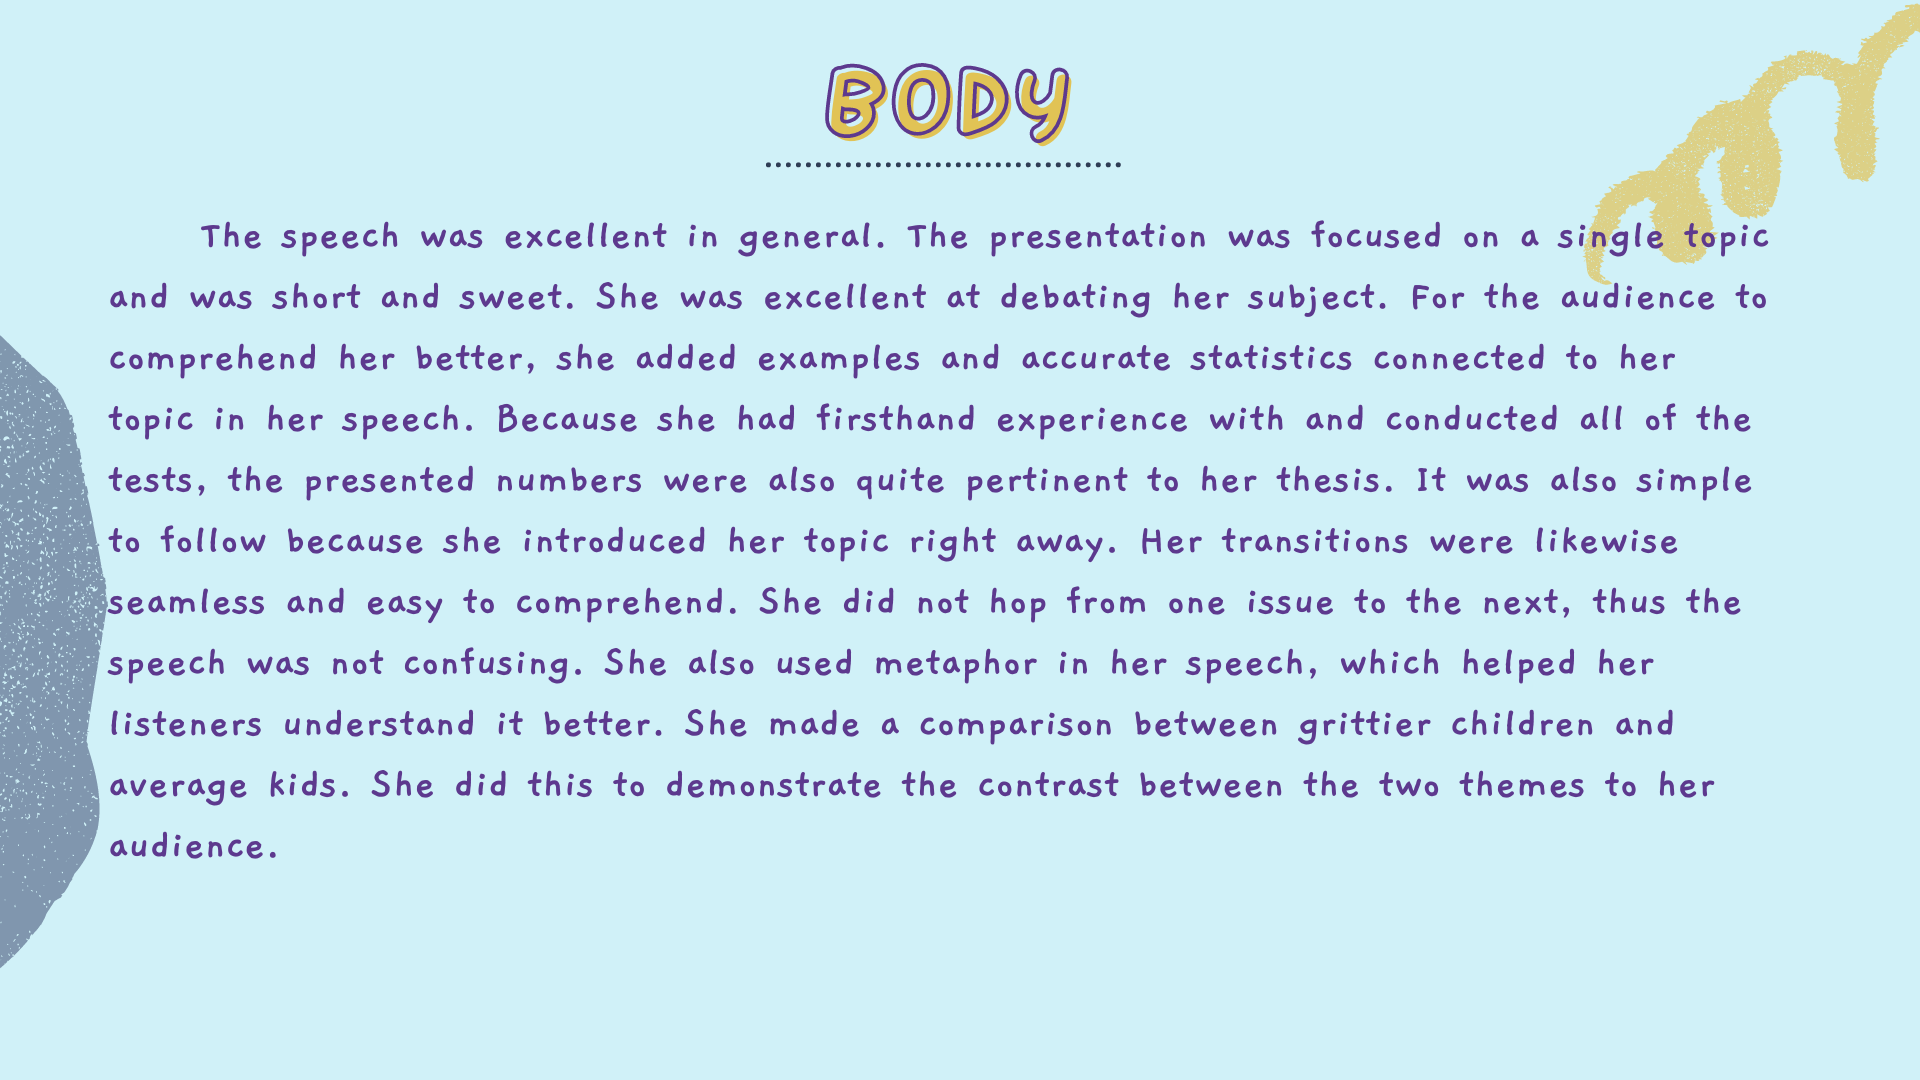 BODY
The speech was excellent in general. The presentation was focused on a single topic
and was short and sweet. She was excellent at debating her subject. For the audience to
comprehend her better, she added examples and accurate statistics connected to her
topic in her speech. Because she had firsthand experience with and conducted all of the
tests, the presented numbers were also quite pertinent to her thesis. It was also simple
to follow because she introduced her topic right away. Her transitions were likewise
seamless and easy to comprehend. She did not hop from one issue to the next, thus the
speech was not confusing. She also used metaphor in her speech, which helped her
listeners understand it better. She made a comparison between grittier children and
average kids. She did this to demonstrate the contrast between the two themes to her
audience.